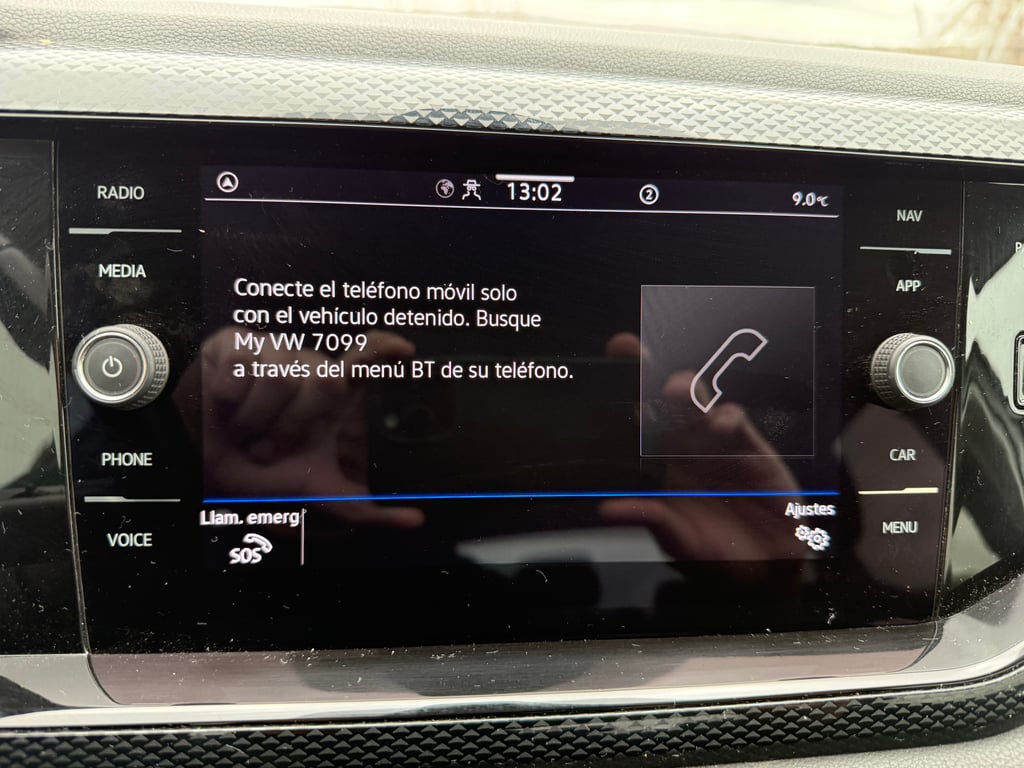 RADIO
MEDIA
PHONE
VOICE
13:02
2
9.0°C
Conecte el teléfono móvil solo
con el vehículo detenido. Busque
My VW 7099
a través del menú BT de su teléfono.
Llam. emerg
SOS
Ajustes
NAV
APP
CAR
MENU